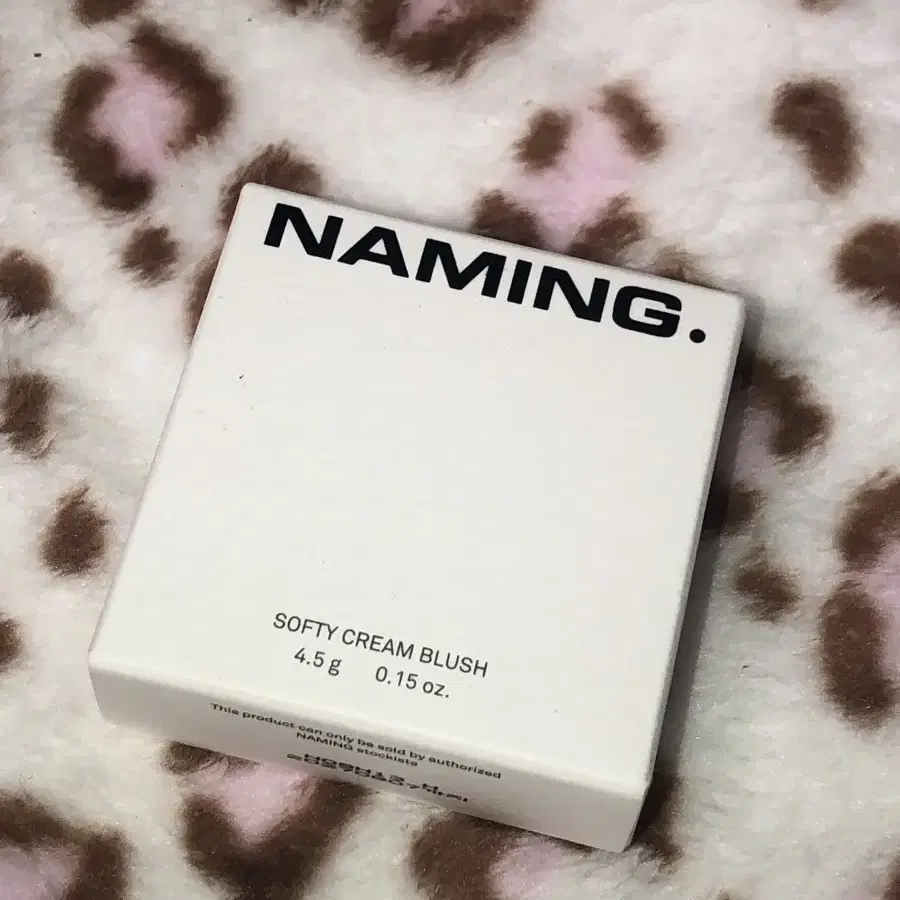 NAMING.
SOFTY CREAM BLUSH
4.5 g 0.15 oz.
This product can only be sold by authorized
NAMING stockists